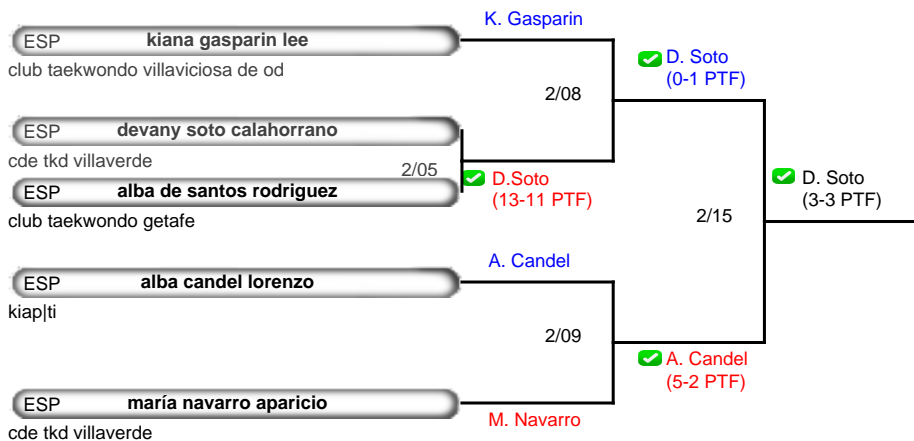 K. Gasparin
ESP kiana gasparin lee
club taekwondo villaviciosa de od
D. Soto
(0-1 PTF)
2/08
ESP devany soto calahorrano
cde tkd villaverde
2/05
D.Soto
(13-11 PTF)
ESP alba de santos rodriguez
club taekwondo getafe
D. Soto
(3-3 PTF)
2/15
A. Candel
ESP alba candel lorenzo
kiap|ti
2/09
A. Candel
(5-2 PTF)
ESP maría navarro aparicio
M. Navarro
cde tkd villaverde